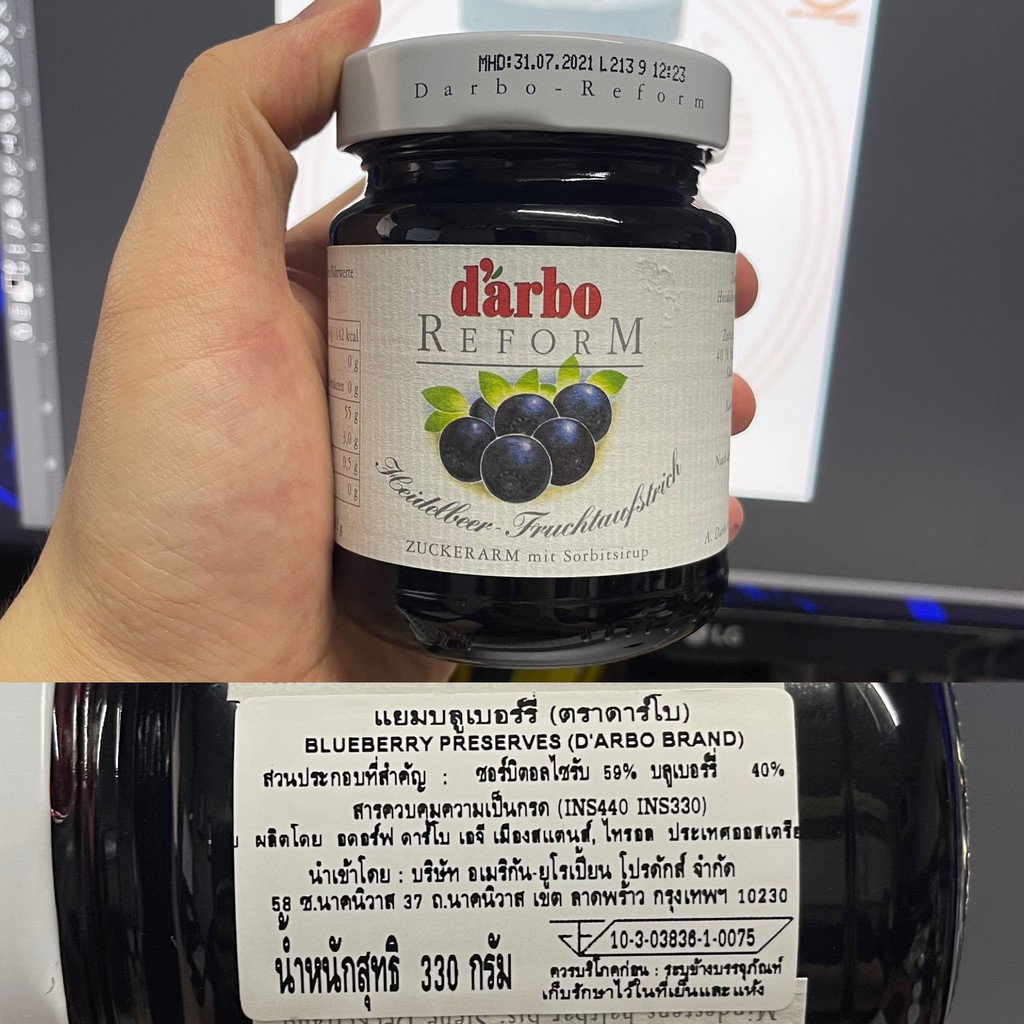 MHD:31.07.2021 L213 9 12:23
Darbo-Reform
d'arbo
REFORM
Heidelbeer-Fruchtaufstrich
ZUCKERARM mit Sorbitsirup
142 kcal
0 g
0 g
55 g
3,0 g
0,5 g
0 g
แยมบลูเบอร์รี่ (ตราดาร์โบ)
BLUEBERRY PRESERVES (D'ARBO BRAND)
ส่วนประกอบที่สำคัญ : ซอร์บิตอลไซรับ 59% บลูเบอร์รี่ 40%
สารควบคุมความเป็นกรด (INS440 INS330)
ผลิตโดย อดอร์ฟ ดาร์โบ เอจี เมืองสแตนส์, ไทรอล ประเทศออสเตรีย
นำเข้าโดย : บริษัท อเมริกัน-ยูโรเปี้ยน โปรดักส์ จำกัด
58 ซ.นาคนิวาส 37 ถ.นาคนิวาส เขต ลาดพร้าว กรุงเทพฯ 10230
น้ำหนักสุทธิ 330 กรัม
10-3-03836-1-0075
ควรบริโภคก่อน : ระบุข้างบรรจุภัณท์
เก็บรักษาไว้ในที่เย็นและแห้ง
LG